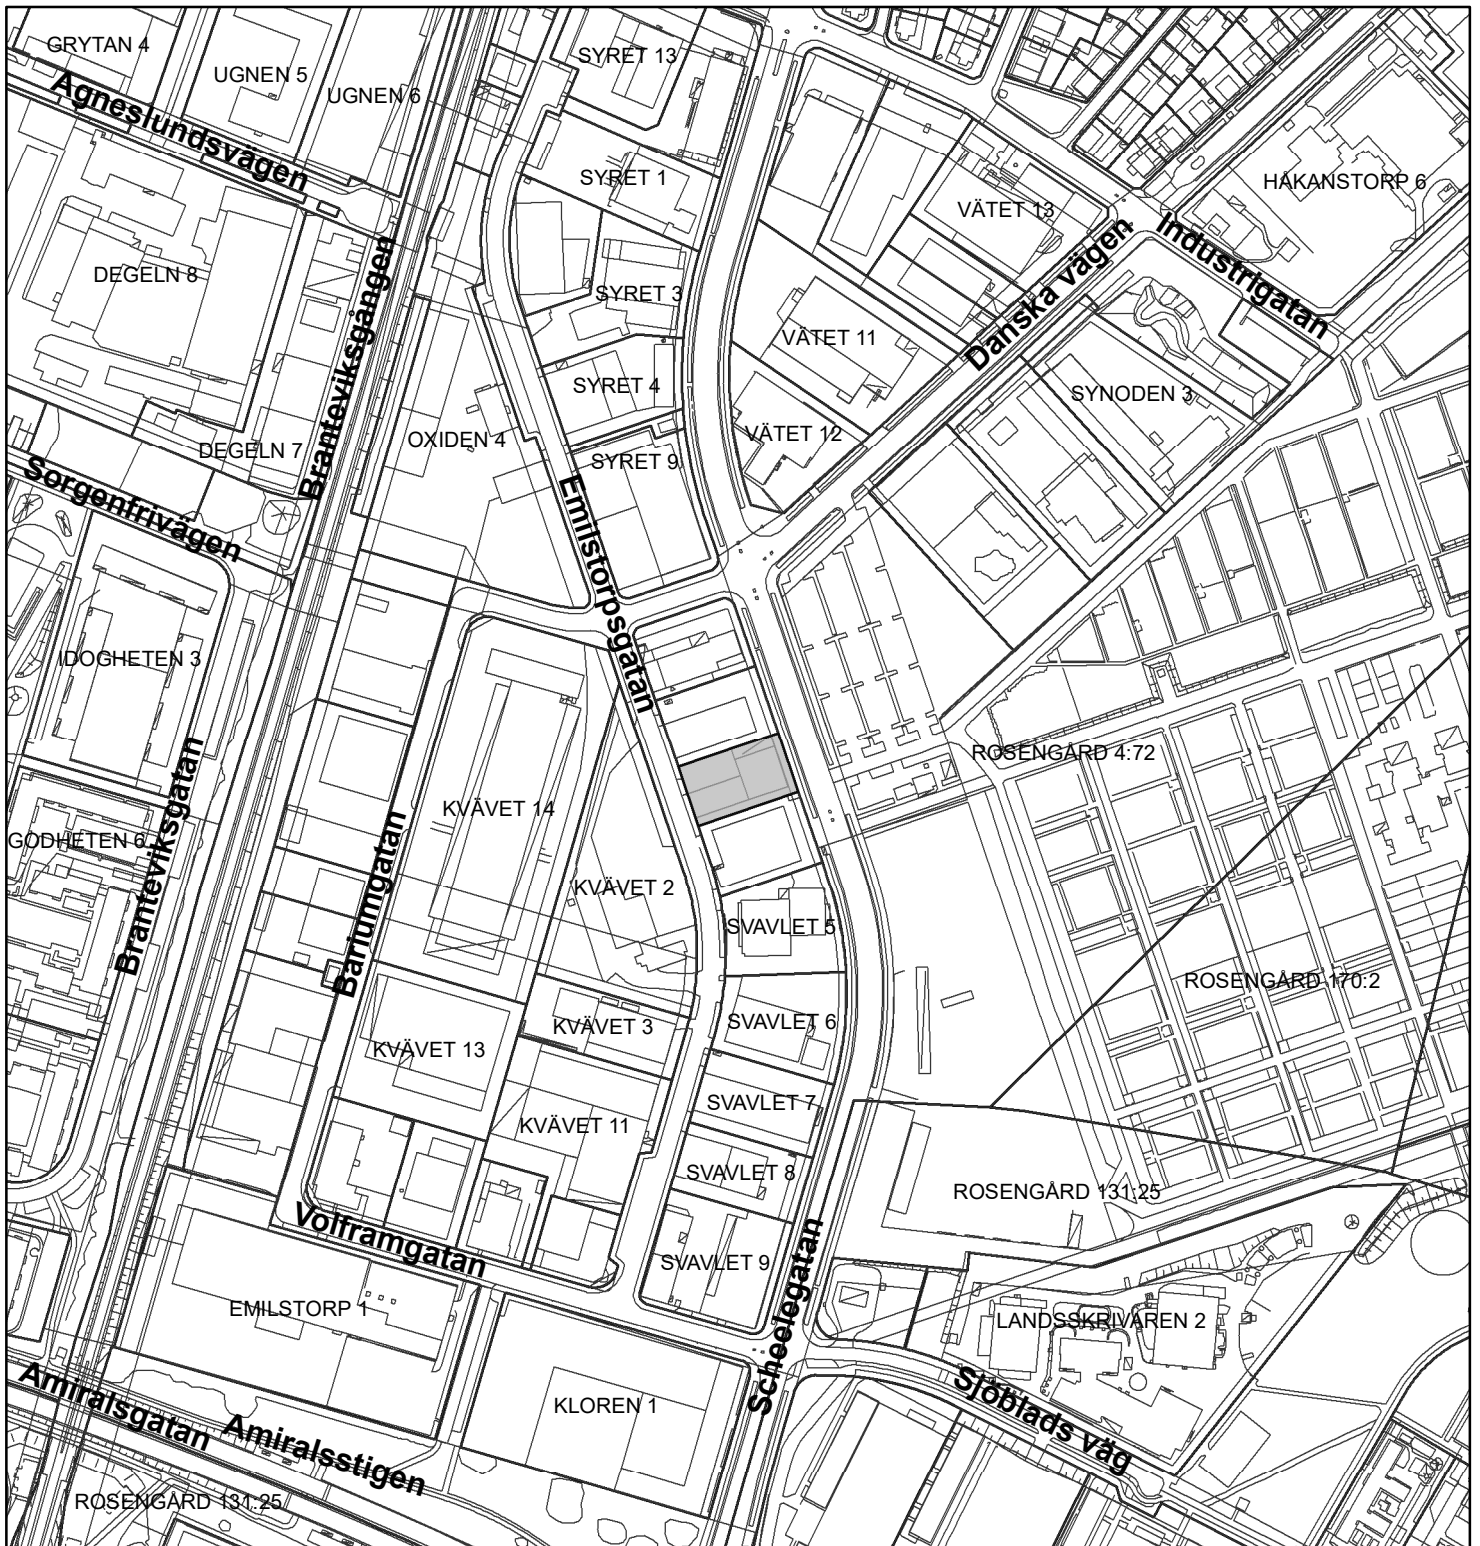 GRYTAN 4
UGNEN 5
UGNEN 6
SYRET 13
Agneslundsvägen
SYRET 1
VÄTET 13
HÅKANSTORP 6
Industrigatan
DEGELN 8
Branteviksgången
SYRET 3
Danska vägen
VÄTET 11
SYRET 4
SYNODEN 3
DEGELN 7
OXIDEN 4
SYRET 9
VÄTET 12
Sorgenfrivägen
Emilstorpsgatan
IDOGHETEN 3
ROSENGÅRD 4:72
KVÄVET 14
GODHETEN 6
Branteviksgatan
Bariumgatan
KVÄVET 2
SVAVLET 5
ROSENGÅRD 170:2
KVÄVET 3
SVAVLET 6
KVÄVET 13
SVAVLET 7
KVÄVET 11
SVAVLET 8
ROSENGÅRD 131:25
Volframgatan
SVAVLET 9
Scheelegatan
EMILSTORP 1
LANDSSKRIVAREN 2
Amiralsgatan
Amiralsstigen
KLOREN 1
Sjöblads väg
ROSENGÅRD 131:25